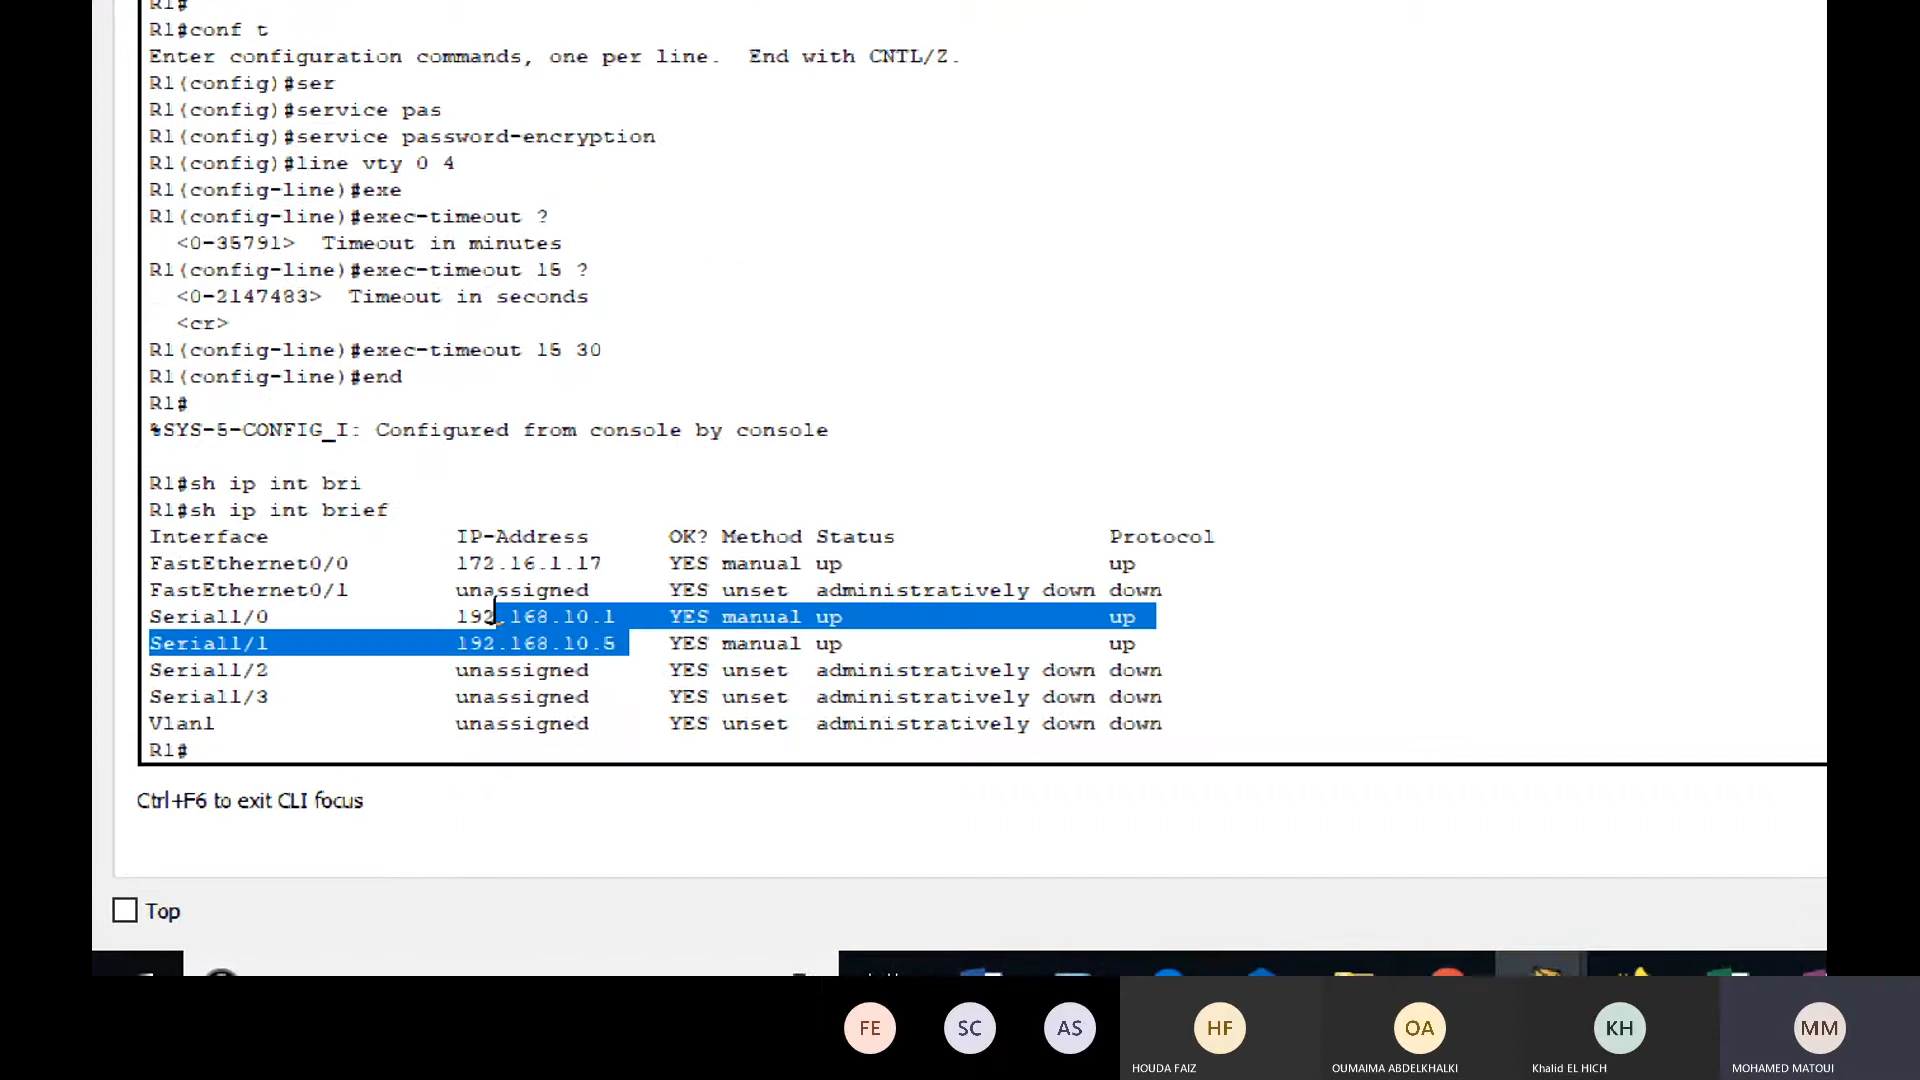 R1#
R1#conf t
Enter configuration commands, one per line.  End with CNTL/Z.
R1(config)#ser
R1(config)#service pas
R1(config)#service password-encryption
R1(config)#line vty 0 4
R1(config-line)#exe
R1(config-line)#exec-timeout ?
  <0-35791>  Timeout in minutes
R1(config-line)#exec-timeout 15 ?
  <0-2147483>  Timeout in seconds
  <cr>
R1(config-line)#exec-timeout 15 30
R1(config-line)#end
R1#
%SYS-5-CONFIG_I: Configured from console by console
R1#sh ip int bri
R1#sh ip int brief
Interface              IP-Address      OK? Method Status                Protocol
FastEthernet0/0        172.16.1.17     YES manual up                    up
FastEthernet0/1        unassigned      YES unset  administratively down down
Serial1/0              192.168.10.1    YES manual up                    up
Serial1/1              192.168.10.5    YES manual up                    up
Serial1/2              unassigned      YES unset  administratively down down
Serial1/3              unassigned      YES unset  administratively down down
Vlan1                  unassigned      YES unset  administratively down down
R1#
Ctrl+F6 to exit CLI focus
Top
FE SC AS HF OA KH MM
HOUDA FAIZ OUMAIMA ABDELKHALKI Khalid EL HICH MOHAMED MATOUI